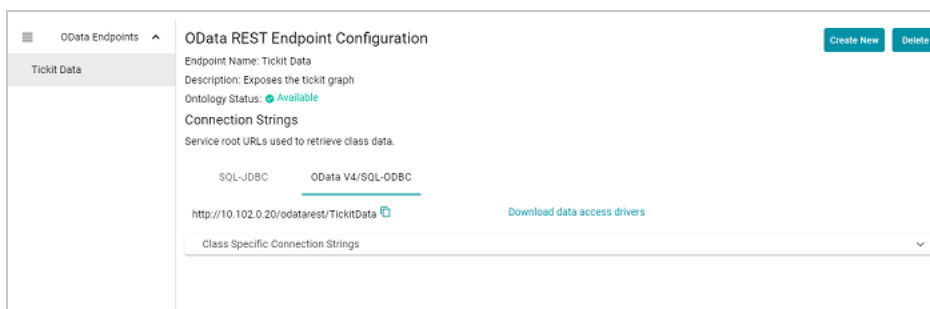 OData Endpoints
Tickit Data
OData REST Endpoint Configuration
Create New
Delete
Endpoint Name: Tickit Data
Description: Exposes the tickit graph
Ontology Status: Available
Connection Strings
Service root URLs used to retrieve class data.
SQL-JDBC
OData V4/SQL-ODBC
http://10.102.0.20/odatarest/TickitData
Download data access drivers
Class Specific Connection Strings